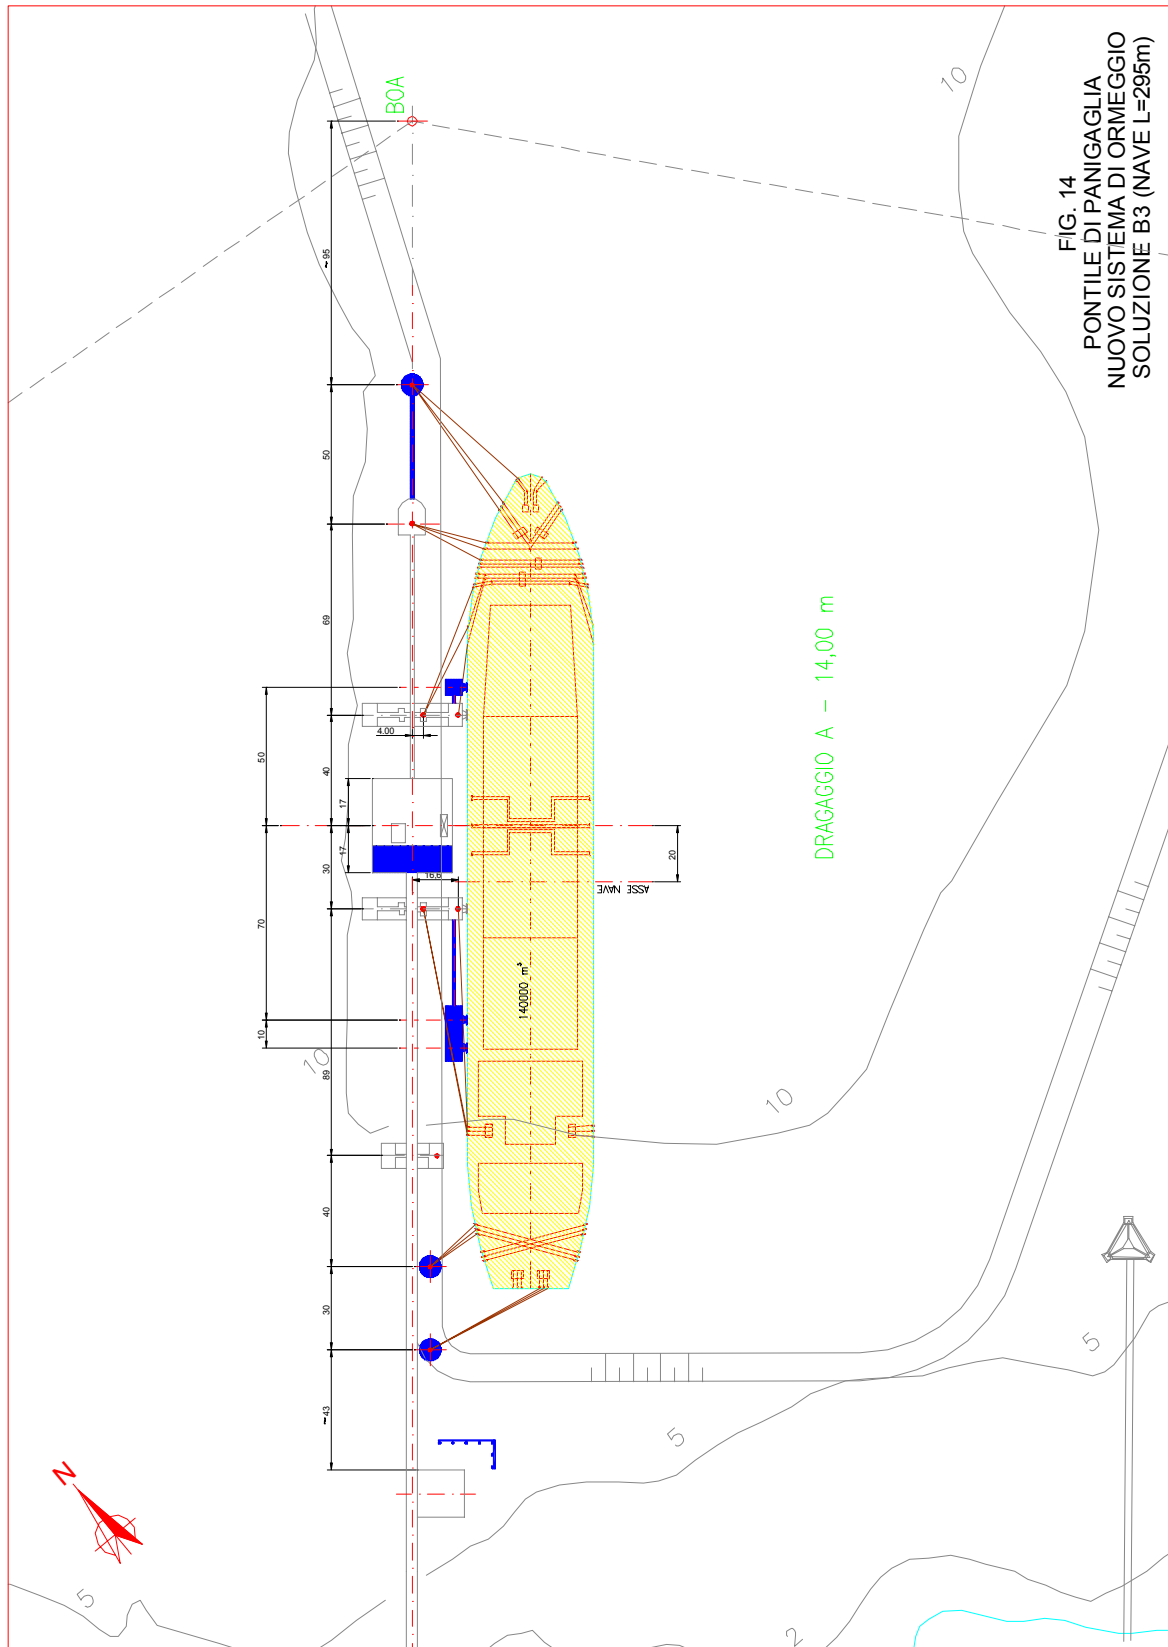 FIG. 14
PONTILE DI PANIGAGLIA
NUOVO SISTEMA DI ORMEGGIO
SOLUZIONE B3 (NAVE L=295m)
BOA
10
~95
50
69
50
4.00
40
17
17
30
16,6
20
ASSE NAVE
70
10
89
140000 m³
DRAGAGGIO A - 14,00 m
10
10
40
30
~43
5
5
N
5
2